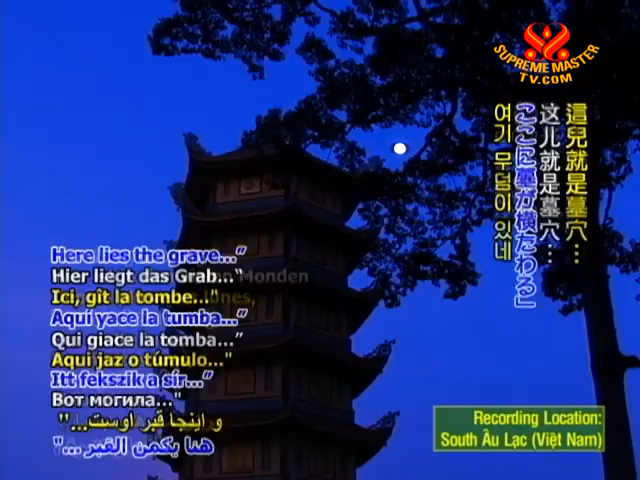 SUPREME MASTER
TV.COM
這兒就是墓穴…
这儿就是墓穴…
ここに墓が横たわる」
여기 무덤이 있네
Here lies the grave..."
Hier liegt das Grab..."
Ici, gît la tombe..."
Aquí yace la tumba..."
Qui giace la tomba..."
Aqui jaz o túmulo..."
Itt fekszik a sír..."
Вот могила..."
و اینجا قبر اوست..."
هنا يكمن القبر..."
Recording Location:
South Âu Lạc (Việt Nam)